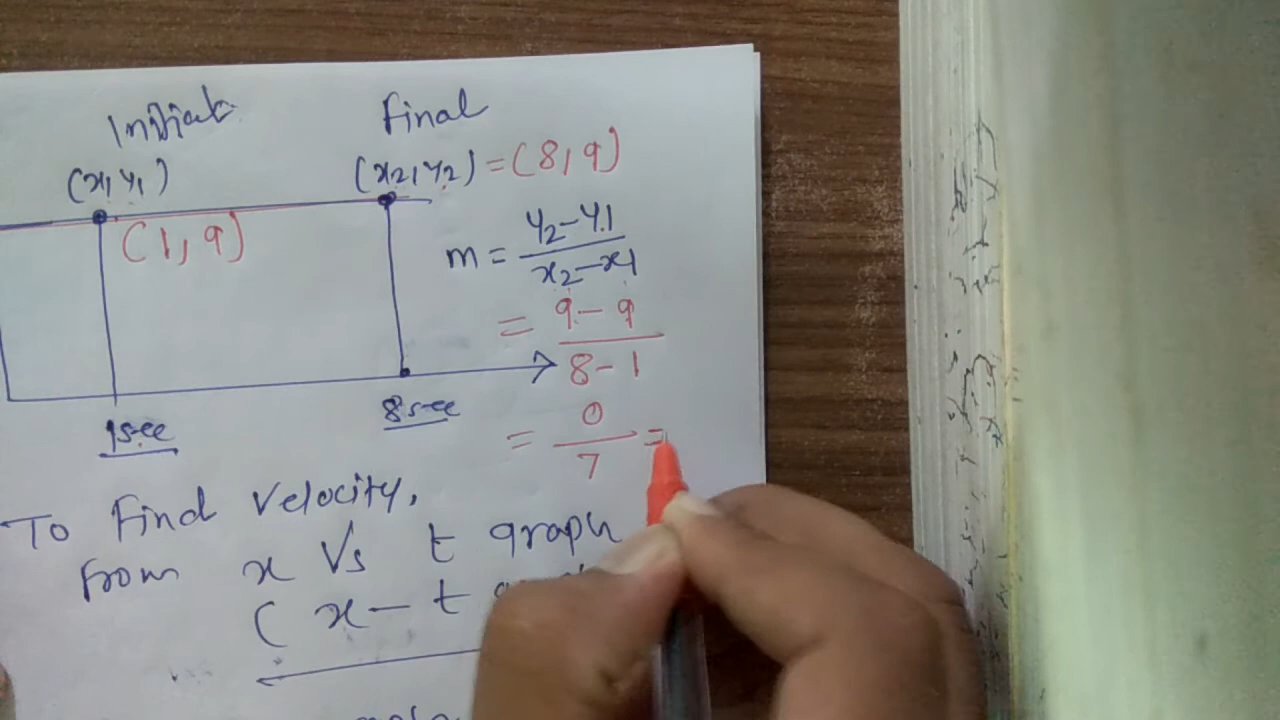 Initial
Final
(x1, y1)
(x2, y2) = (8, 9)
(1, 9)
m = y2 - y1 / x2 - x1
= 9 - 9 / 8 - 1
= 0 / 7 =
1sec
8sec
To Find Velocity,
From x Vs t graph
( x - t